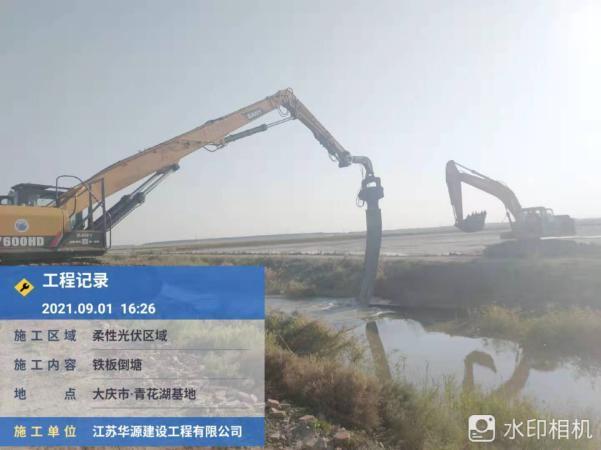 工程记录
2021.09.01 16:26
施工区域 柔性光伏区域
施工内容 铁板倒塘
地点 大庆市·青花湖基地
施工单位 江苏华源建设工程有限公司
7600HD
水印相机